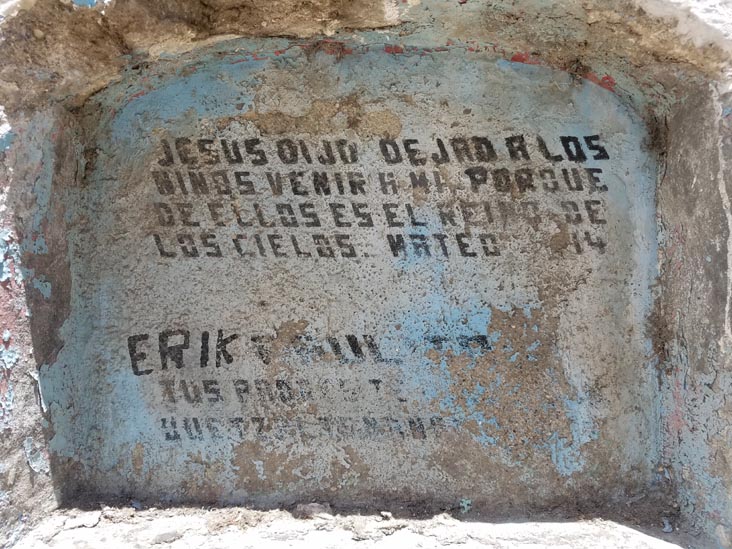 JESUS DIJO DEJAD A LOS
NINOS VENIR A MI. PORQUE
DE ELLOS ES EL REINO DE
LOS CIELOS. MATEO 14
ERIK
TUS